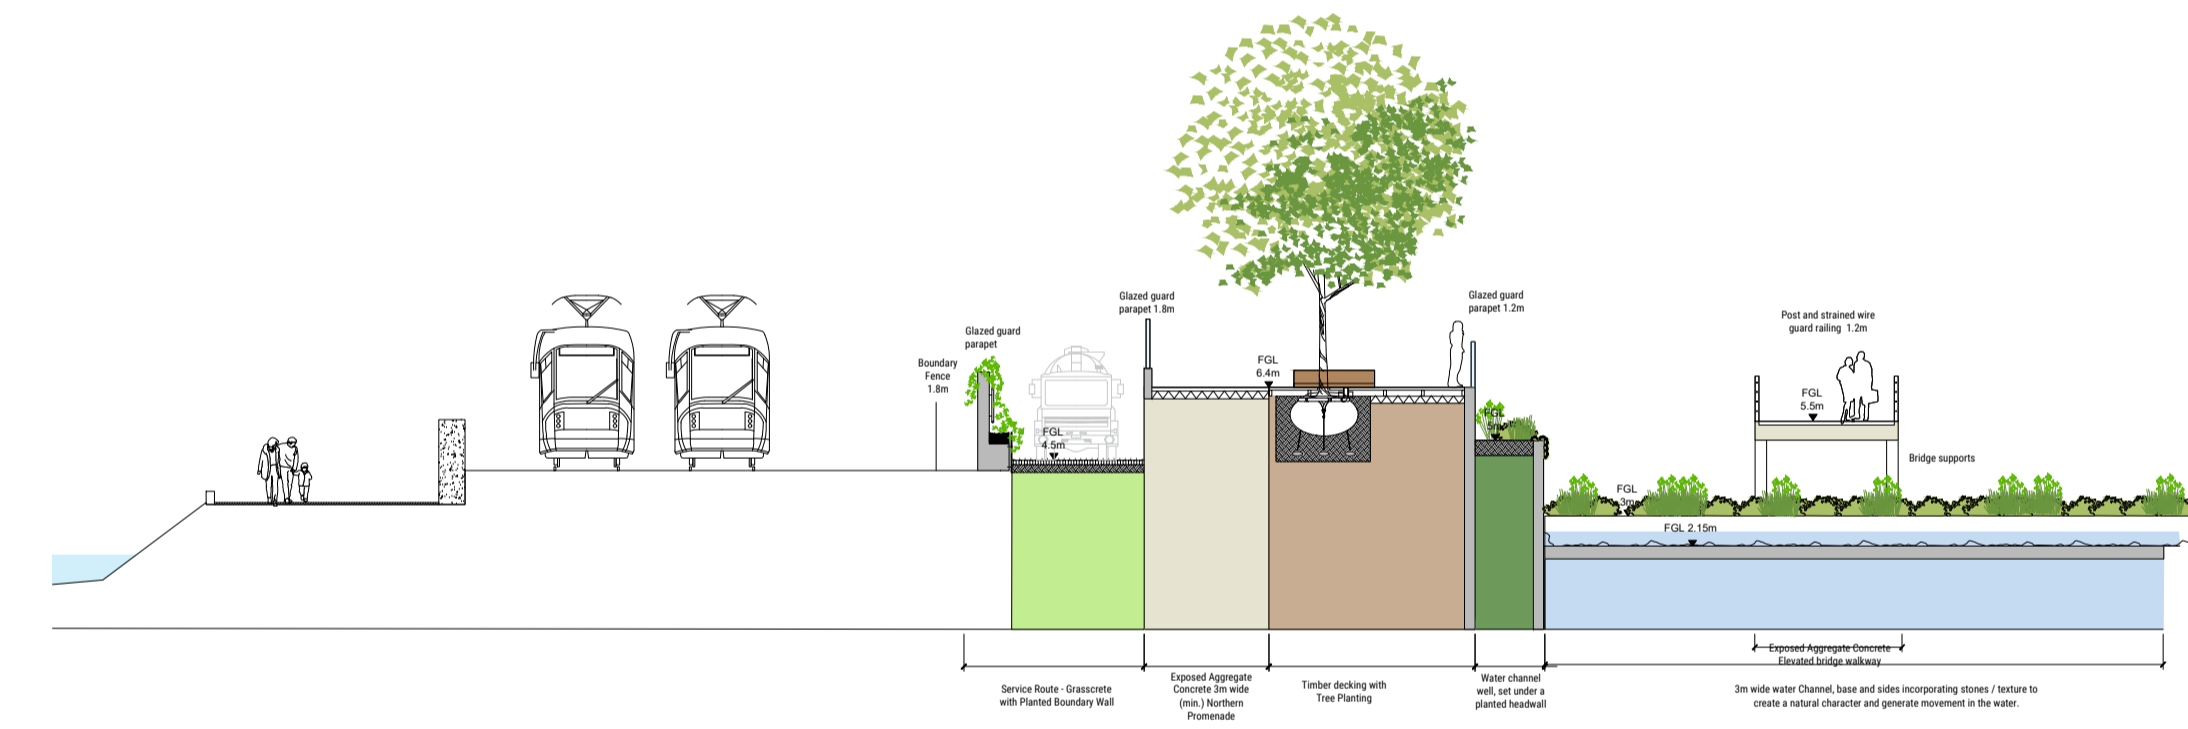 Glazed guard
parapet 1.8m
Glazed guard
parapet 1.2m
Post and strained wire
guard railing 1.2m
Glazed guard
parapet
Boundary
Fence
1.8m
FGL
6.4m
FGL
5.5m
FGL
FGL
4.5m
Bridge supports
FGL
3m
FGL 2.15m
Exposed Aggregate Concrete
Elevated bridge walkway
Service Route - Grasscrete
with Planted Boundary Wall
Exposed Aggregate
Concrete 3m wide
(min.) Northern
Promenade
Timber decking with
Tree Planting
Water channel
well, set under a
planted headwall
3m wide water Channel, base and sides incorporating stones / texture to
create a natural character and generate movement in the water.